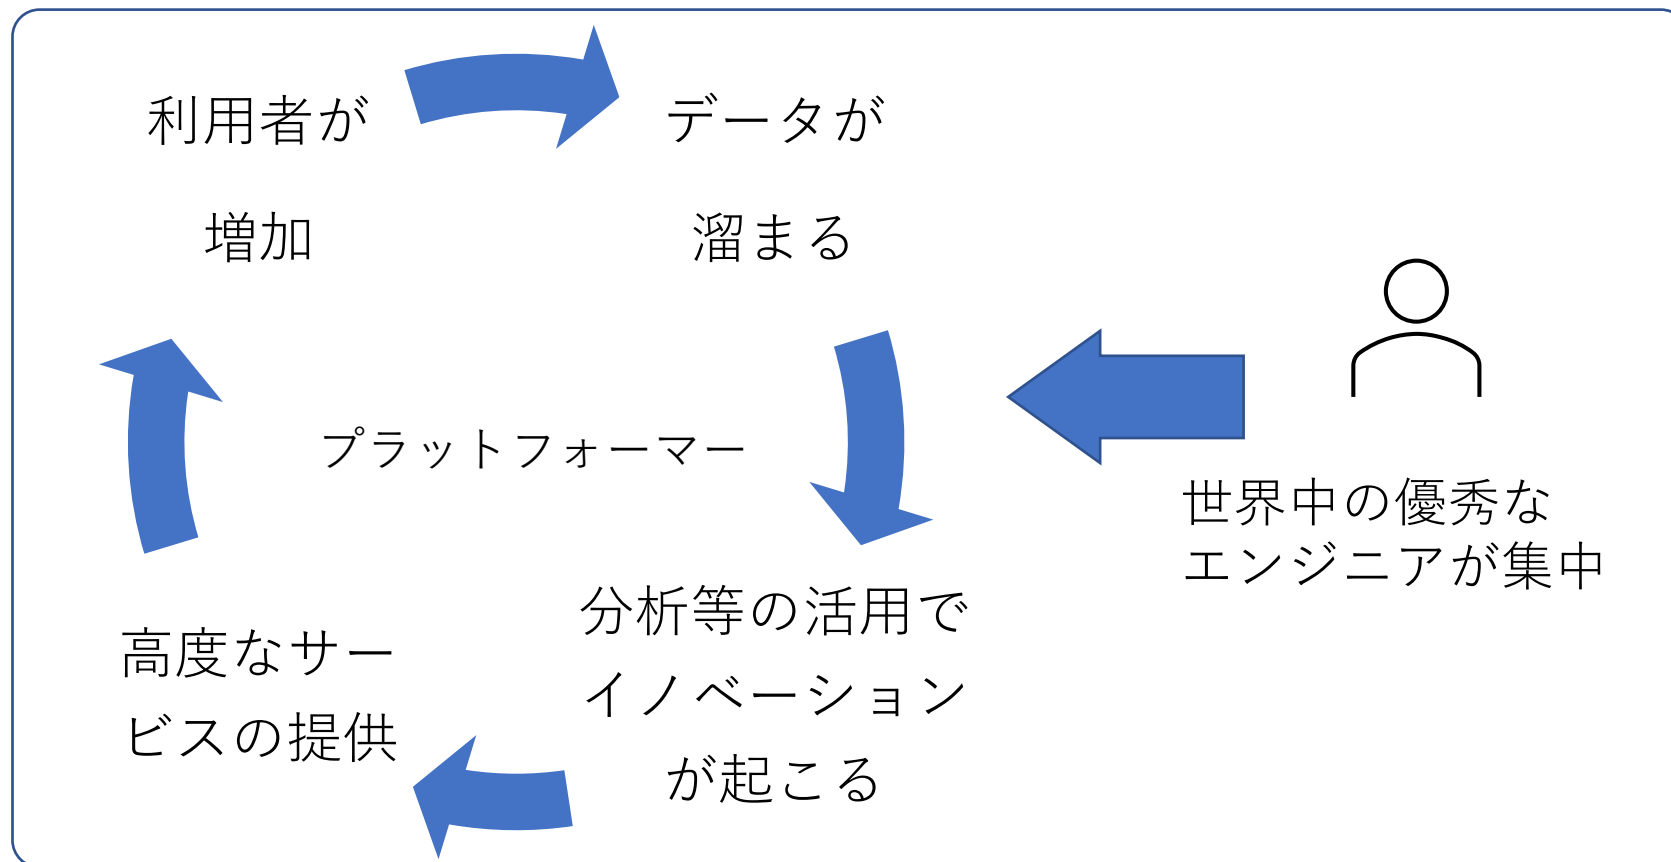 利用者が
増加
データが
溜まる
プラットフォーマー
世界中の優秀な
エンジニアが集中
分析等の活用で
イノベーション
が起こる
高度なサー
ビスの提供